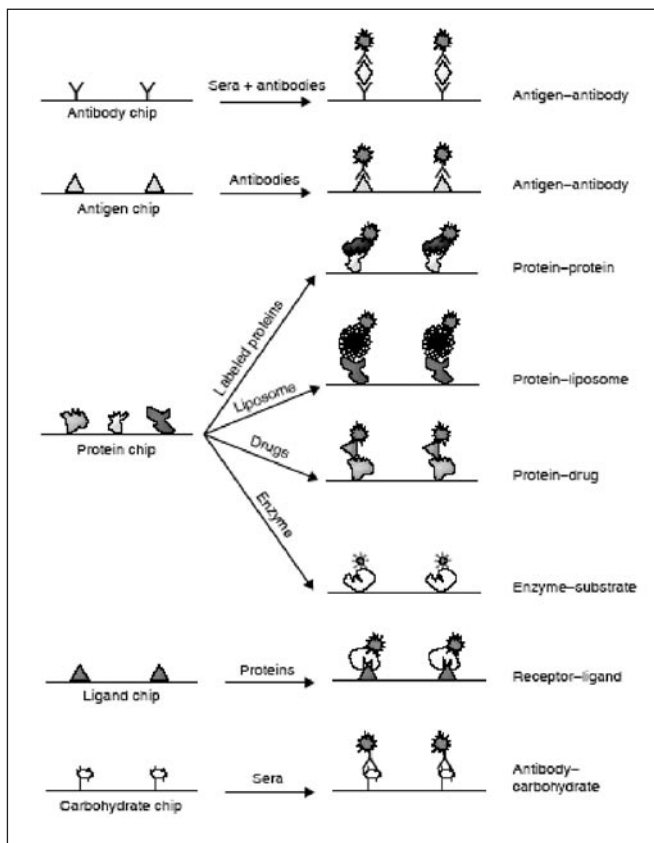 Sera + antibodies
Antibody chip
Antigen–antibody
Antibodies
Antigen chip
Antigen–antibody
Labeled proteins
Protein–protein
Liposome
Protein–liposome
Protein chip
Drugs
Protein–drug
Enzyme
Enzyme–substrate
Proteins
Ligand chip
Receptor–ligand
Sera
Carbohydrate chip
Antibody–
carbohydrate